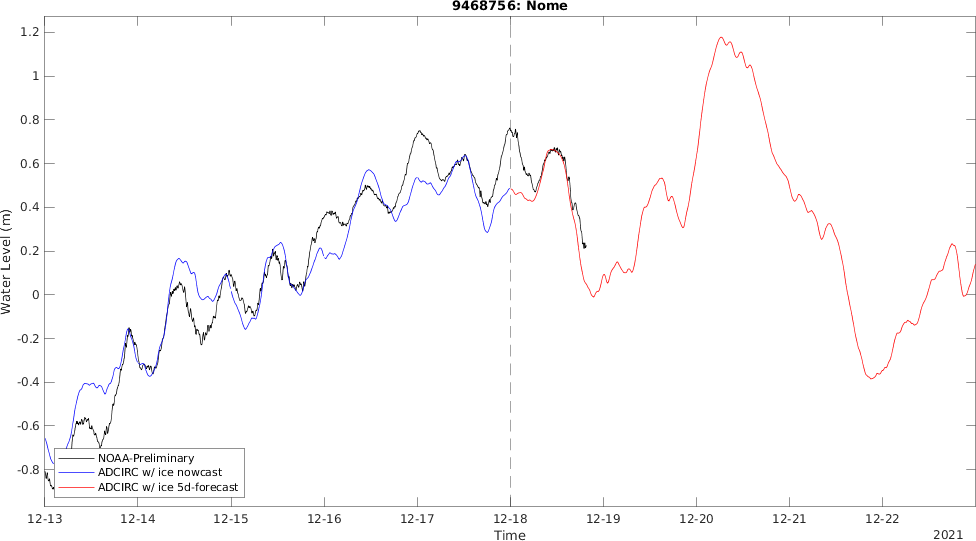 9468756: Nome
1.2
1
0.8
0.6
0.4
0.2
0
-0.2
-0.4
-0.6
-0.8
Water Level (m)
NOAA-Preliminary
ADCIRC w/ ice nowcast
ADCIRC w/ ice 5d-forecast
12-13 12-14 12-15 12-16 12-17 12-18 12-19 12-20 12-21 12-22
Time
2021